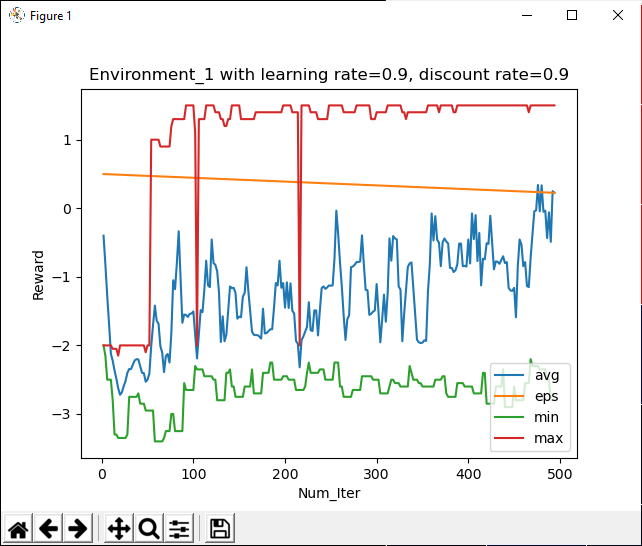 Figure 1
Environment_1 with learning rate=0.9, discount rate=0.9
Reward
1
0
−1
−2
−3
avg
eps
min
max
0 100 200 300 400 500
Num_Iter